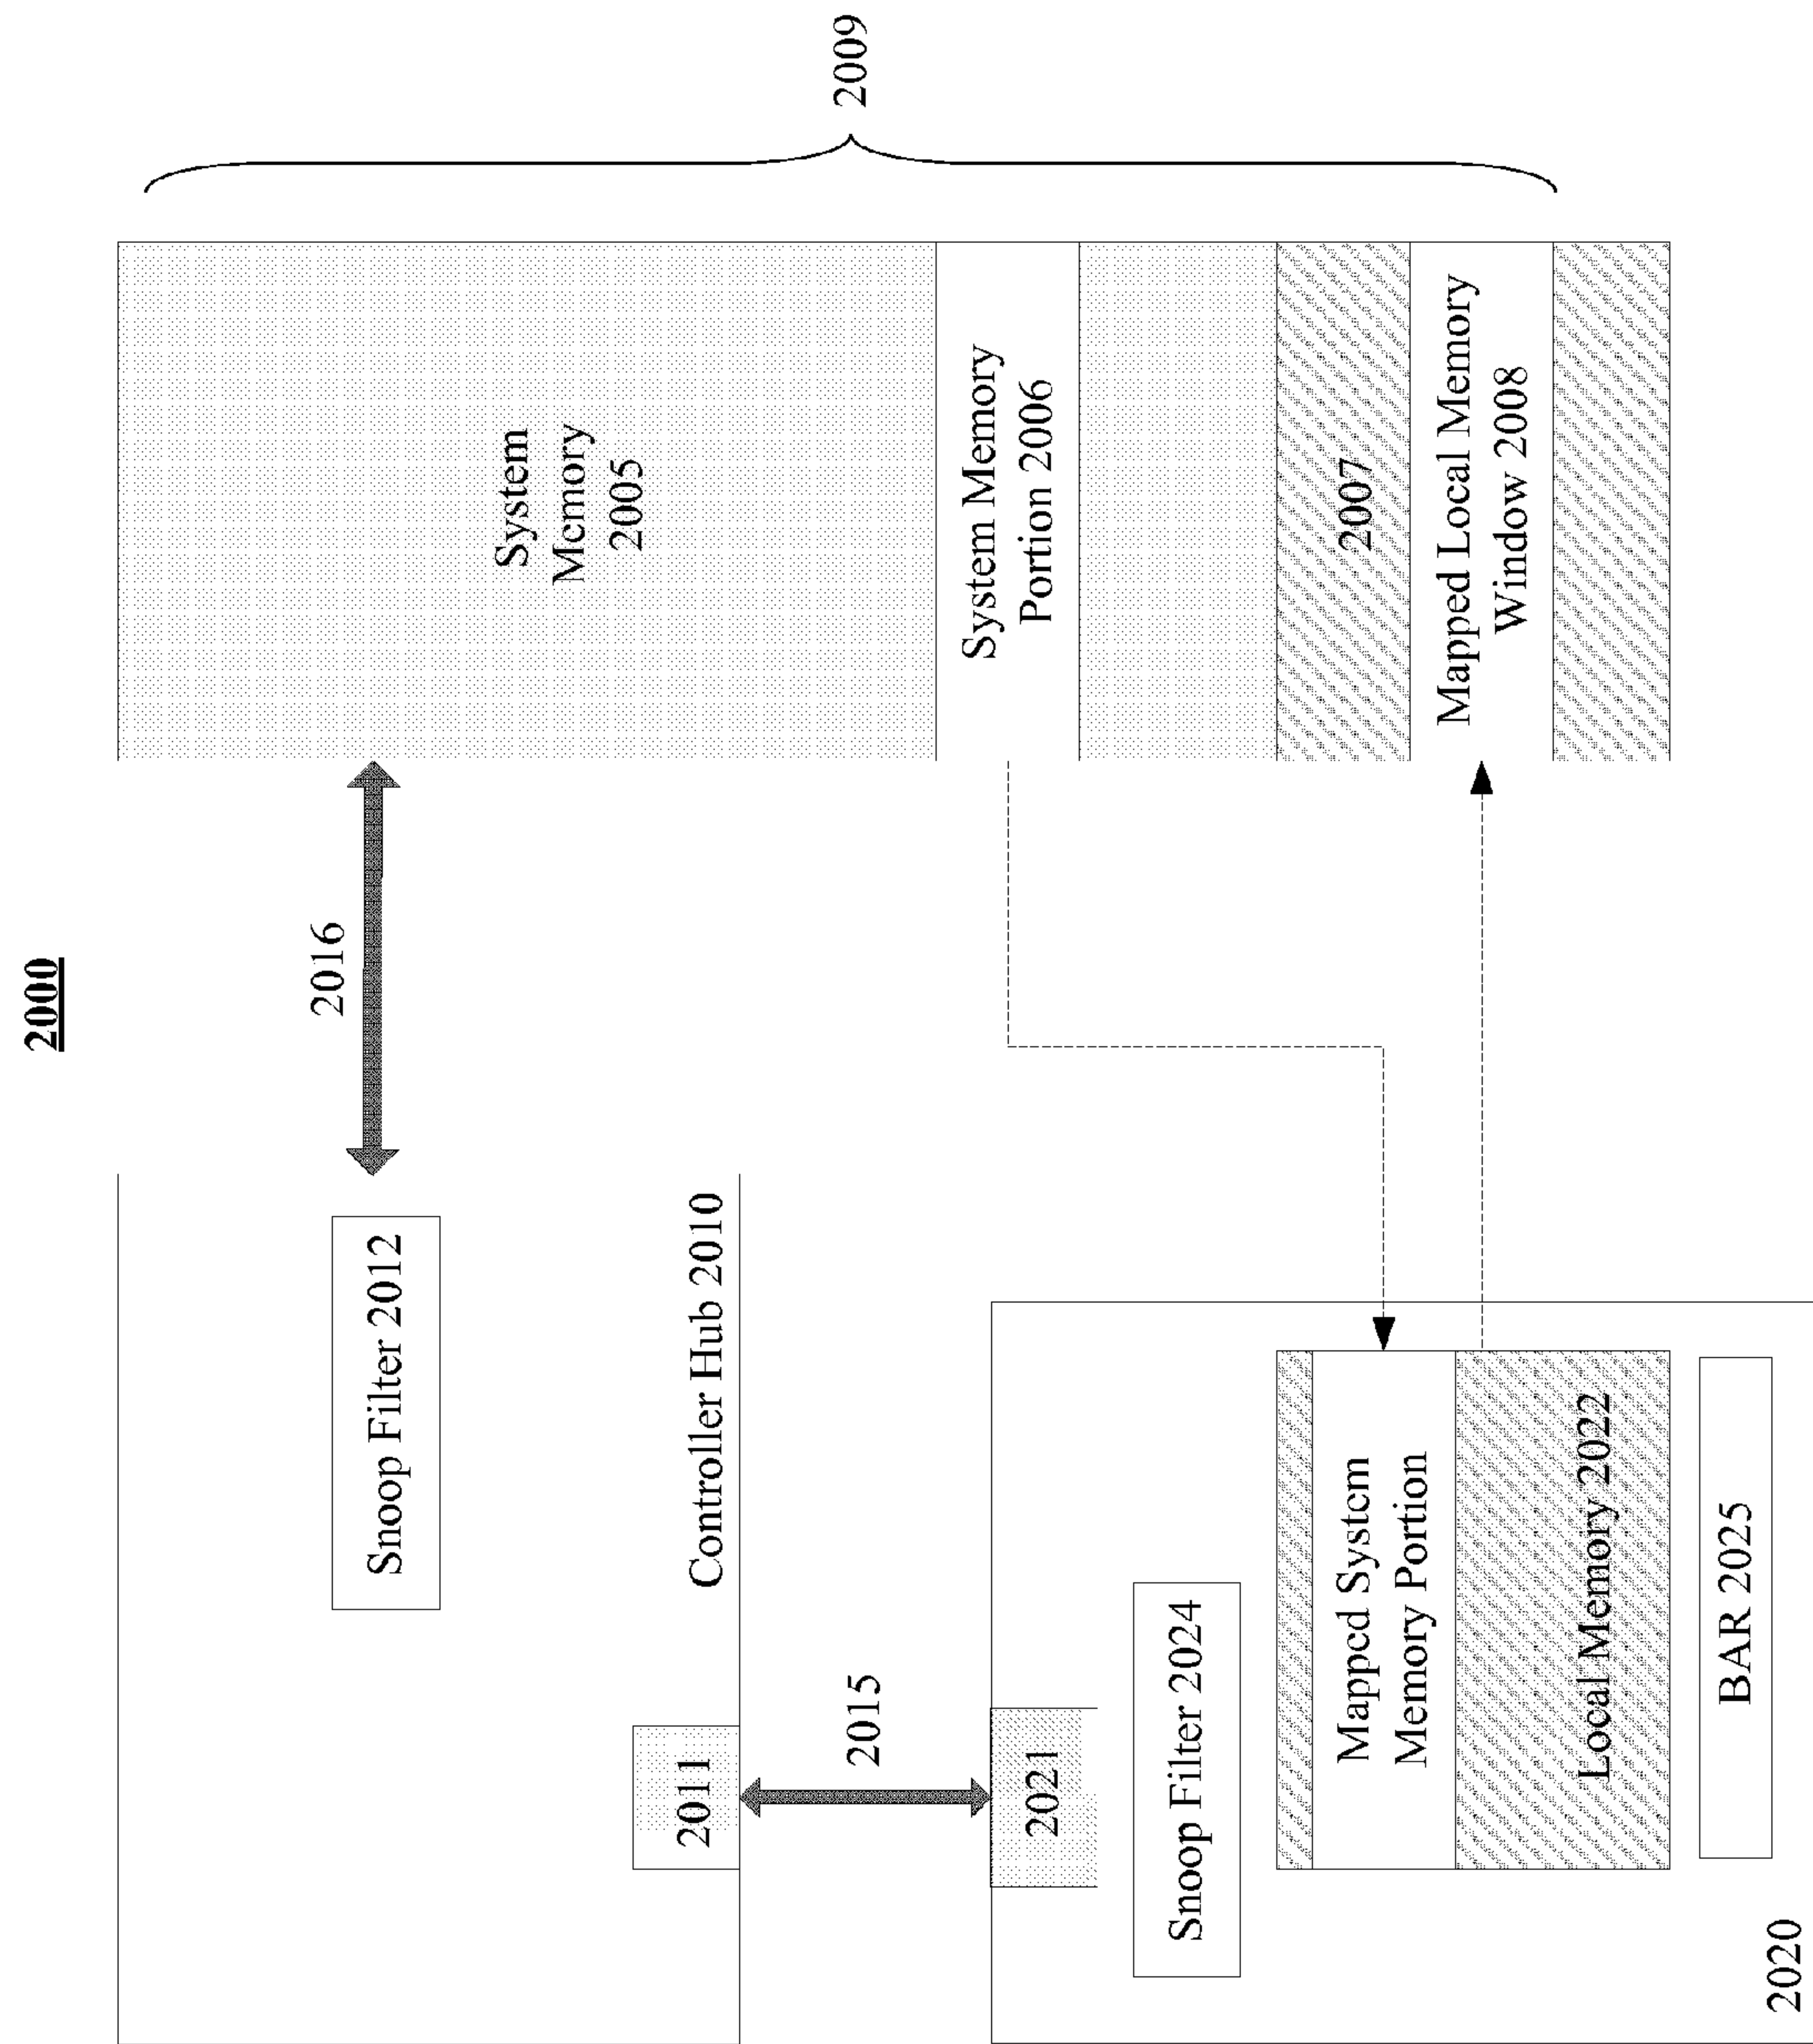 2000
2016
Snoop Filter 2012
System
Memory
2005
2011
Controller Hub 2010
2015
2009
System Memory
Portion 2006
2021
Snoop Filter 2024
2007
Mapped System
Memory Portion
Mapped Local Memory
Window 2008
Local Memory 2022
BAR 2025
2020